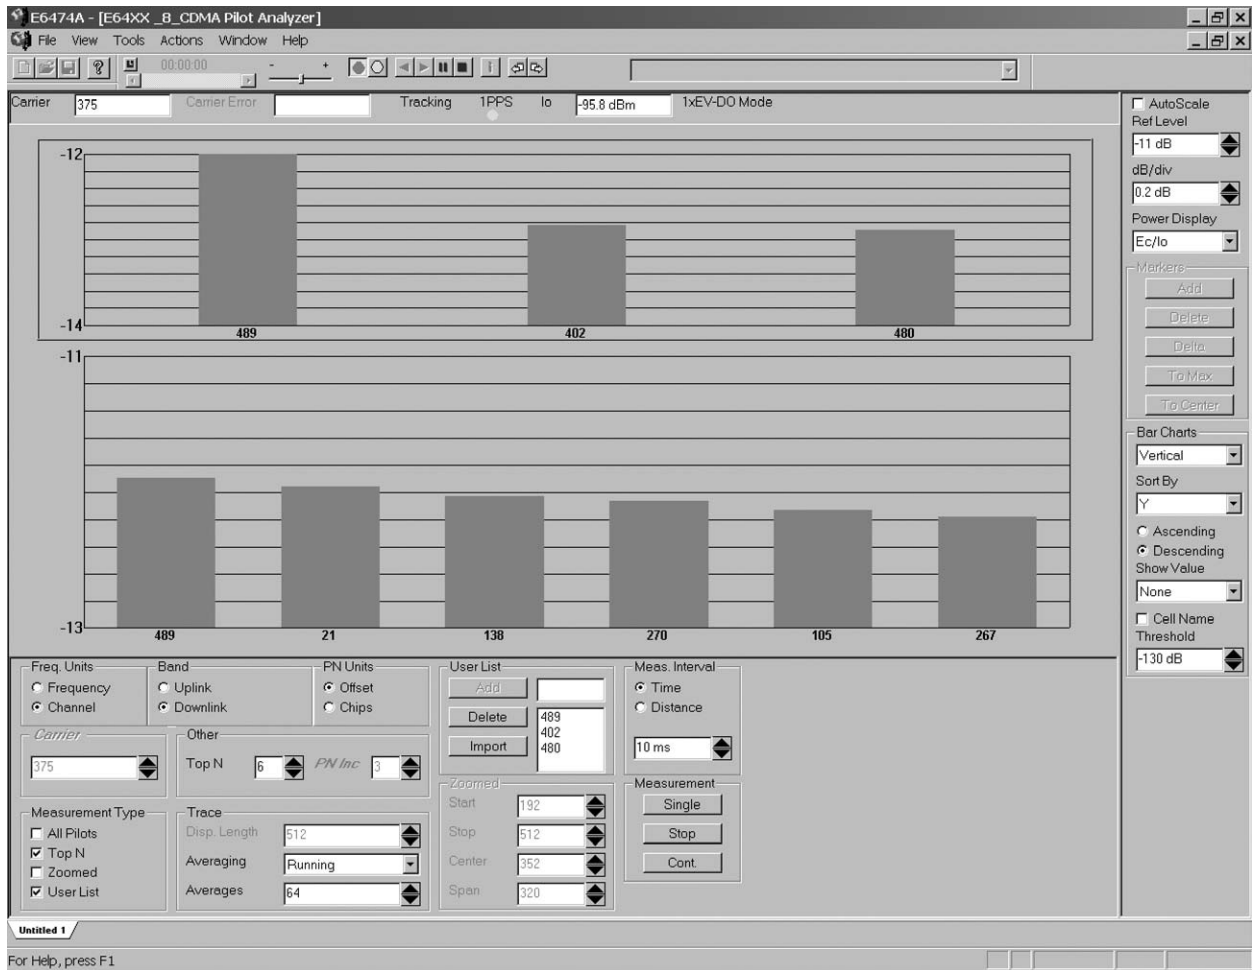 E6474A - [E64XX _8_CDMA Pilot Analyzer]
File View Tools Actions Window Help
00:00:00 - +
Carrier 375 Carrier Error Tracking 1PPS Io -95.8 dBm 1xEV-DO Mode
AutoScale
Ref Level
-11 dB
dB/div
0.2 dB
Power Display
Ec/Io
Markers
Add
Delete
Delta
To Max
To Center
Bar Charts
Vertical
Sort By
Y
Ascending
Descending
Show Value
None
Cell Name
Threshold
-130 dB
-12
-14
489 402 480
-11
-13
489 21 138 270 105 267
Freq. Units
Frequency
Channel
Band
Uplink
Downlink
PN Units
Offset
Chips
Carrier
375
Other
Top N 6 PN Inc 3
Measurement Type
All Pilots
Top N
Zoomed
User List
Trace
Disp. Length 512
Averaging Running
Averages 64
User List
Add
Delete
Import
489
402
480
Zoomed
Start 192
Stop 512
Center 352
Span 320
Meas. Interval
Time
Distance
10 ms
Measurement
Single
Stop
Cont.
Untitled 1
For Help, press F1